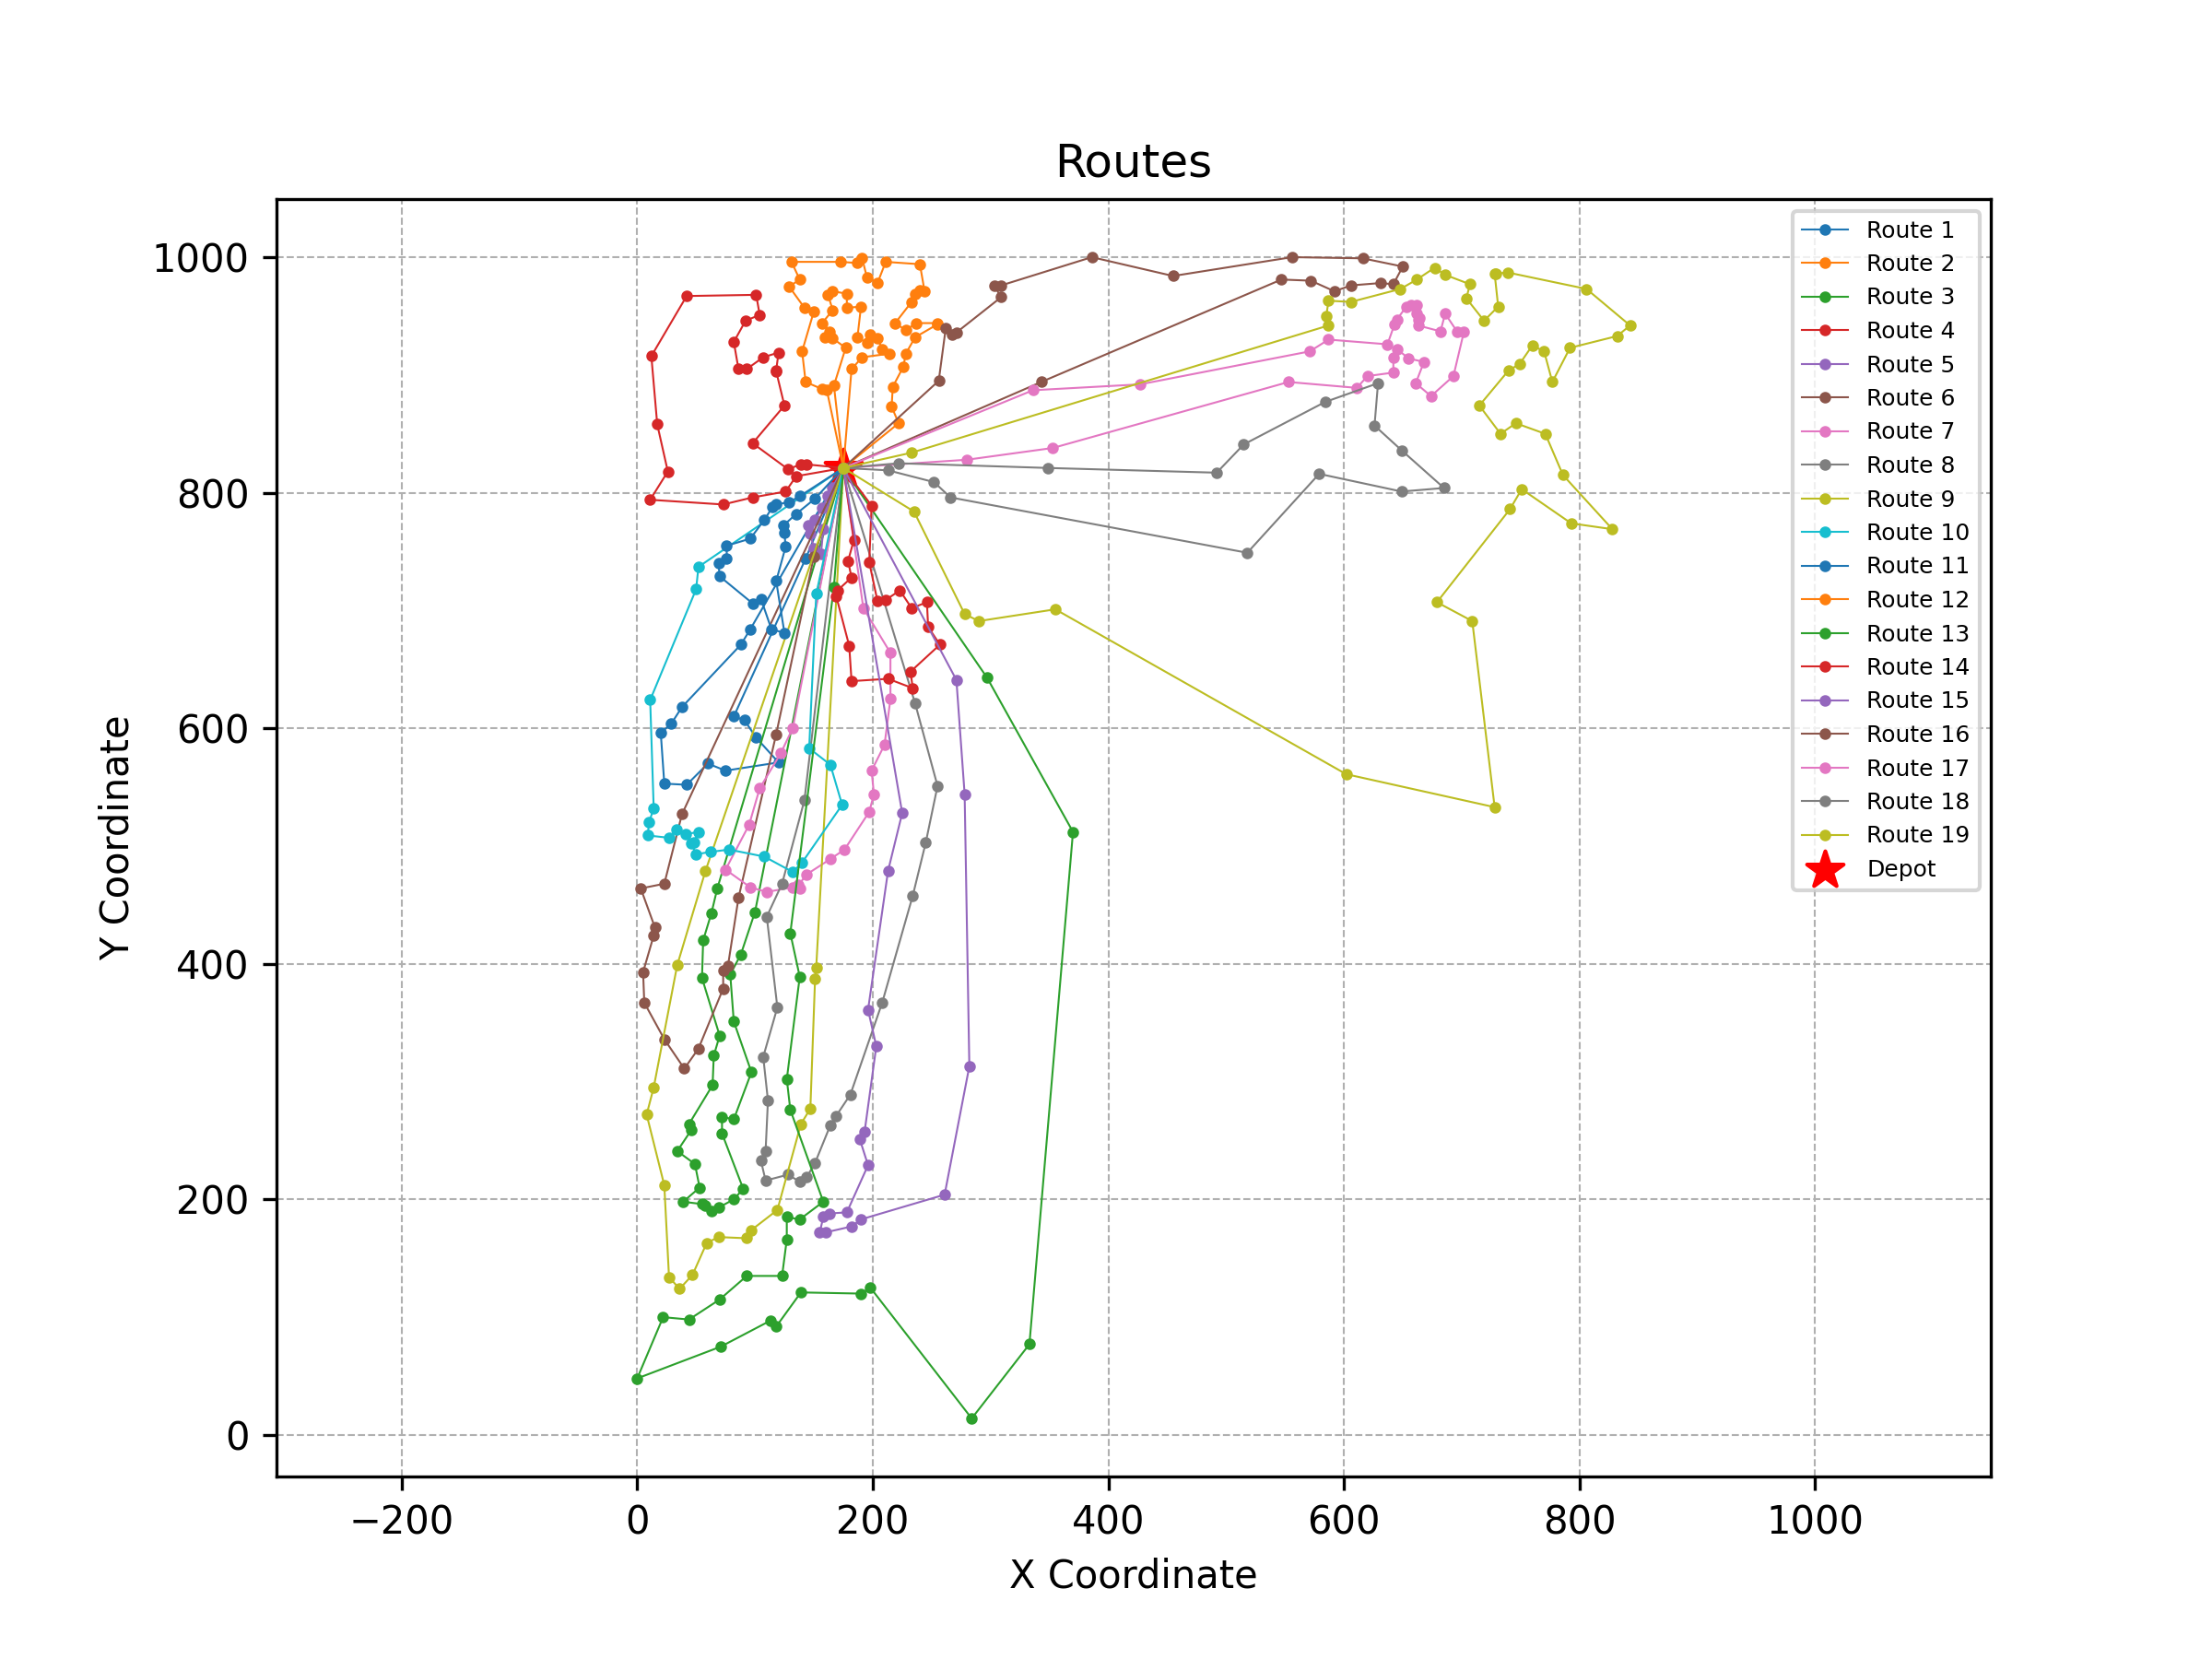 Routes
1000
800
600
400
200
0
Y Coordinate
−200
0
200
400
600
800
1000
X Coordinate
Route 1
Route 2
Route 3
Route 4
Route 5
Route 6
Route 7
Route 8
Route 9
Route 10
Route 11
Route 12
Route 13
Route 14
Route 15
Route 16
Route 17
Route 18
Route 19
Depot